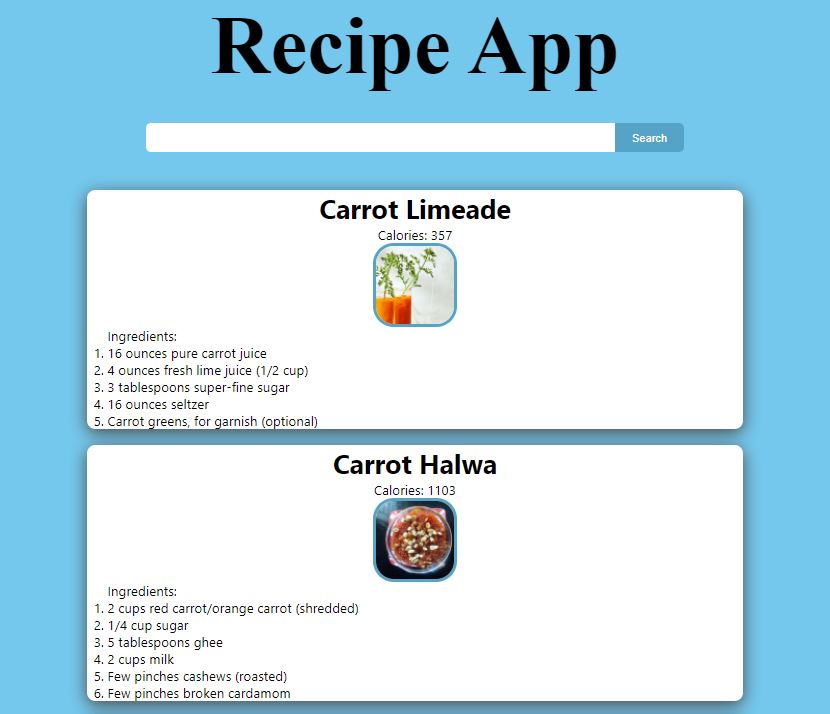 Recipe App
Search
Carrot Limeade
Calories: 357
Ingredients:
1. 16 ounces pure carrot juice
2. 4 ounces fresh lime juice (1/2 cup)
3. 3 tablespoons super-fine sugar
4. 16 ounces seltzer
5. Carrot greens, for garnish (optional)
Carrot Halwa
Calories: 1103
Ingredients:
1. 2 cups red carrot/orange carrot (shredded)
2. 1/4 cup sugar
3. 5 tablespoons ghee
4. 2 cups milk
5. Few pinches cashews (roasted)
6. Few pinches broken cardamom